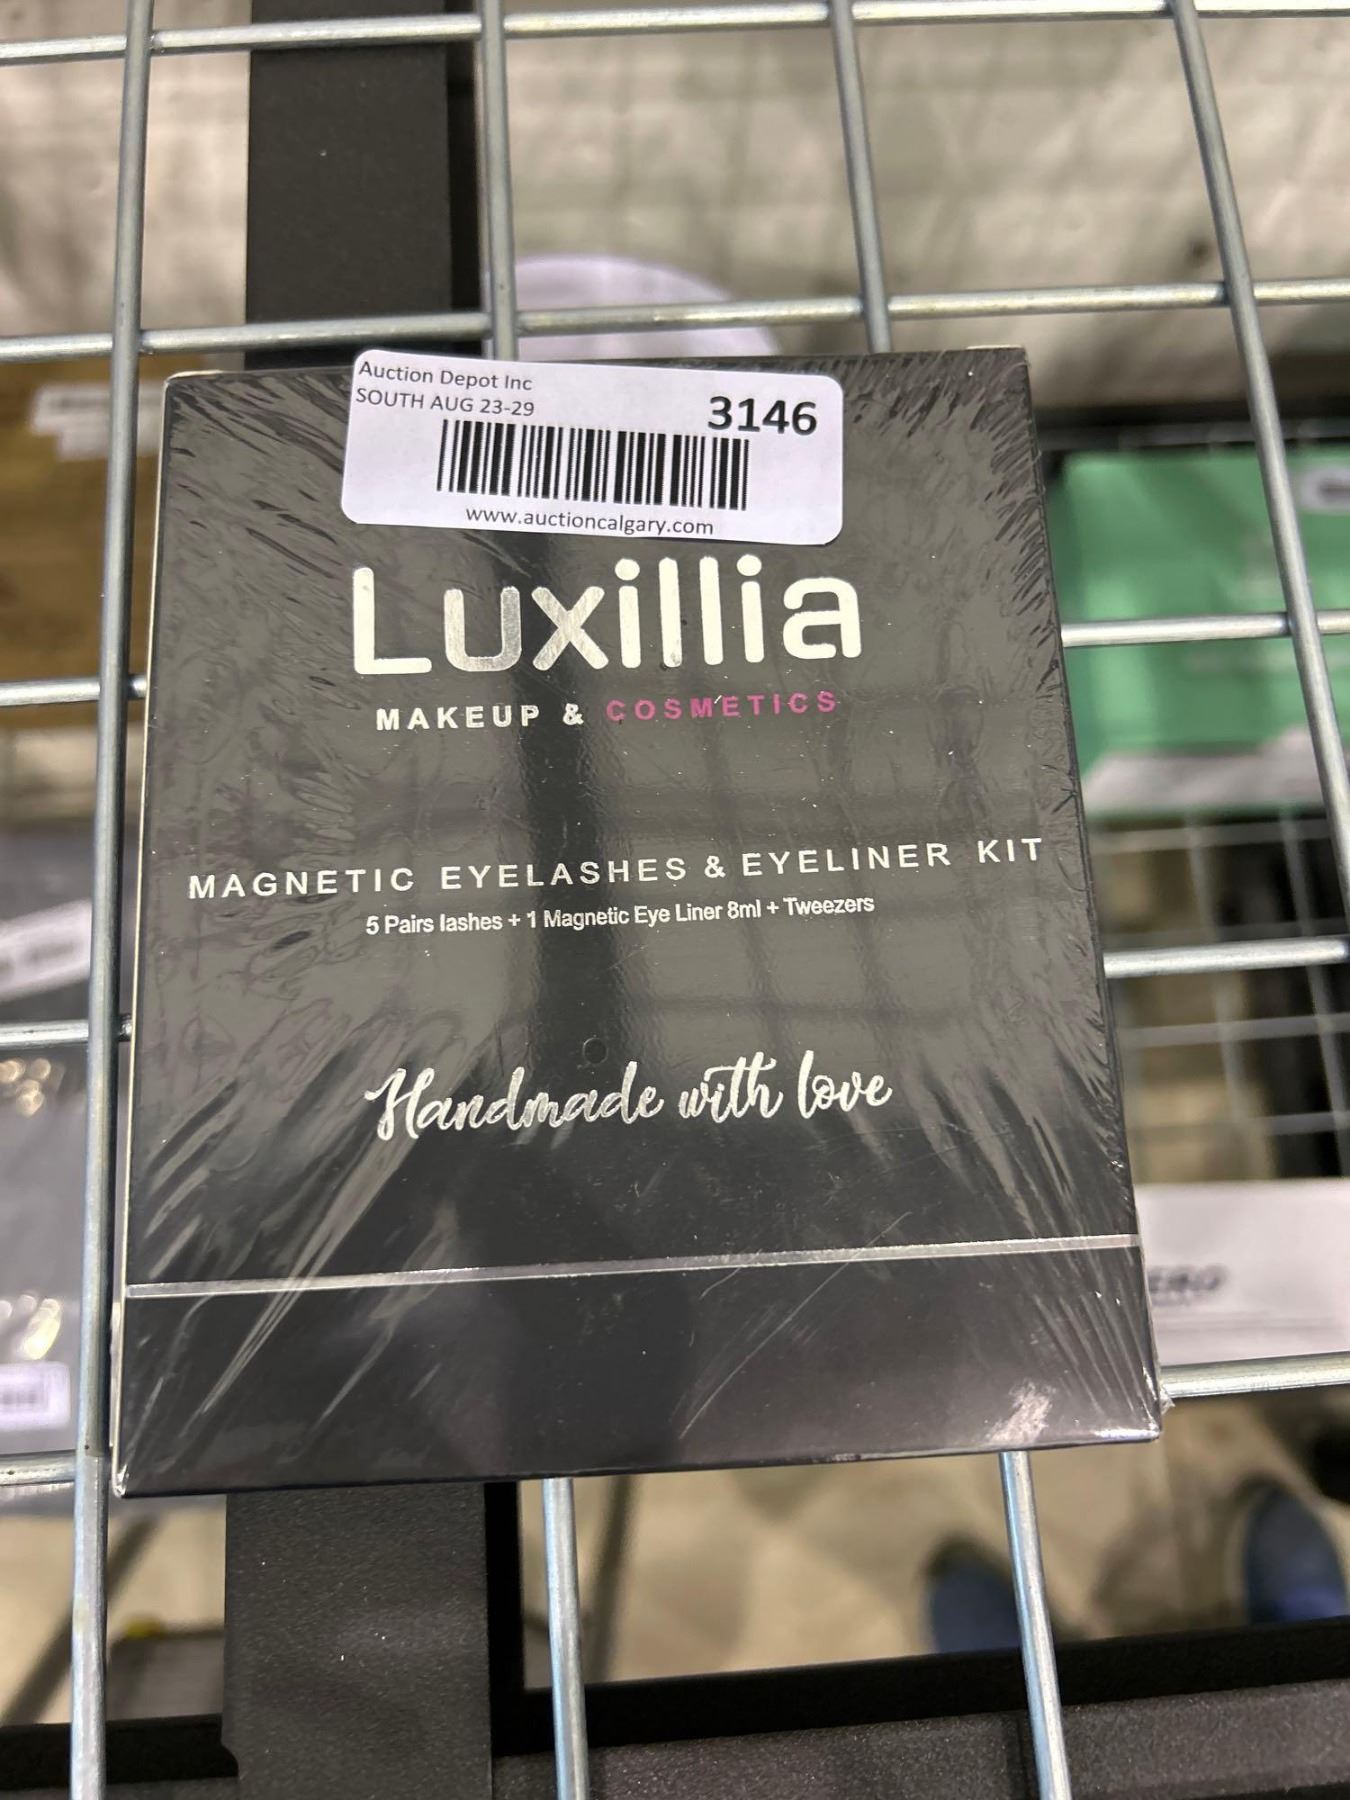 Auction Depot Inc
SOUTH AUG 23-29
3146
www.auctioncalgary.com
Luxillia
MAKEUP & COSMETICS
MAGNETIC EYELASHES & EYELINER KIT
5 Pairs lashes + 1 Magnetic Eye Liner 8ml + Tweezers
Handmade with love